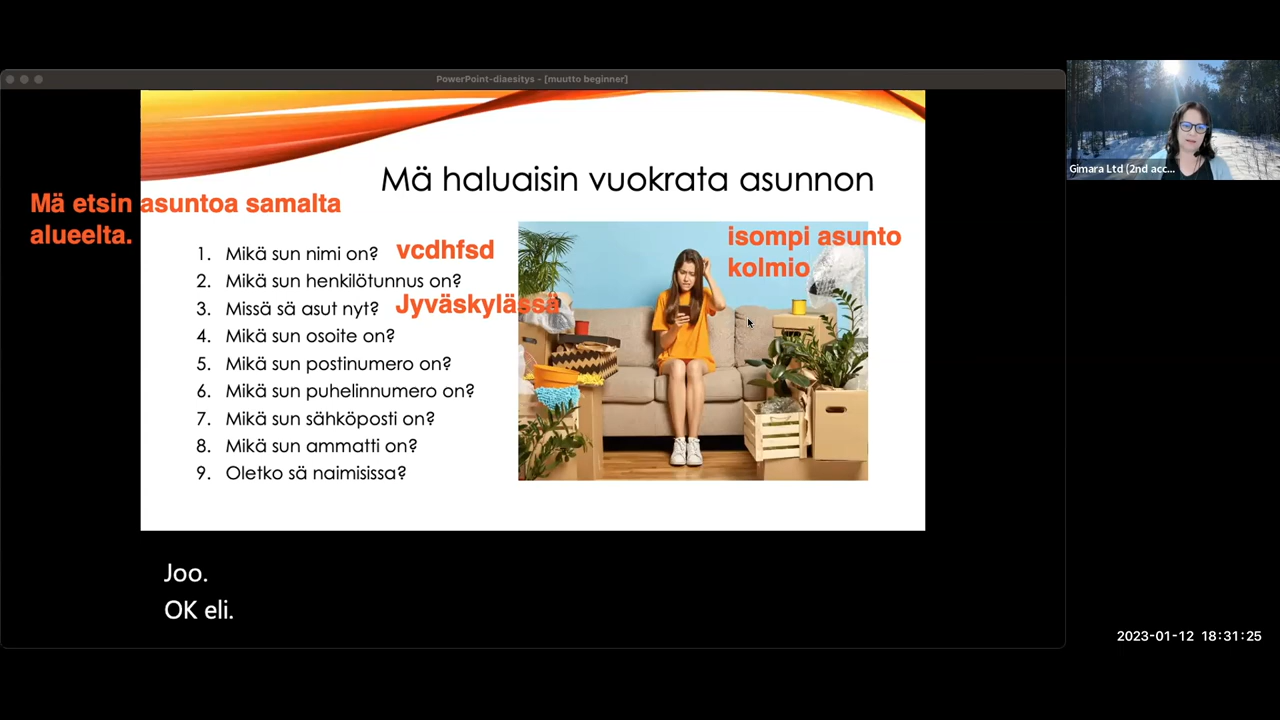 PowerPoint-diaesitys - [muutto beginner]
Gimara Ltd (2nd acc...
Mä haluaisin vuokrata asunnon
Mä etsin asuntoa samalta
alueelta.
1. Mikä sun nimi on? vcdhfsd
2. Mikä sun henkilötunnus on?
3. Missä sä asut nyt? Jyväskylässä
4. Mikä sun osoite on?
5. Mikä sun postinumero on?
6. Mikä sun puhelinnumero on?
7. Mikä sun sähköposti on?
8. Mikä sun ammatti on?
9. Oletko sä naimisissa?
isompi asunto
kolmio
Joo.
OK eli.
2023-01-12 18:31:25